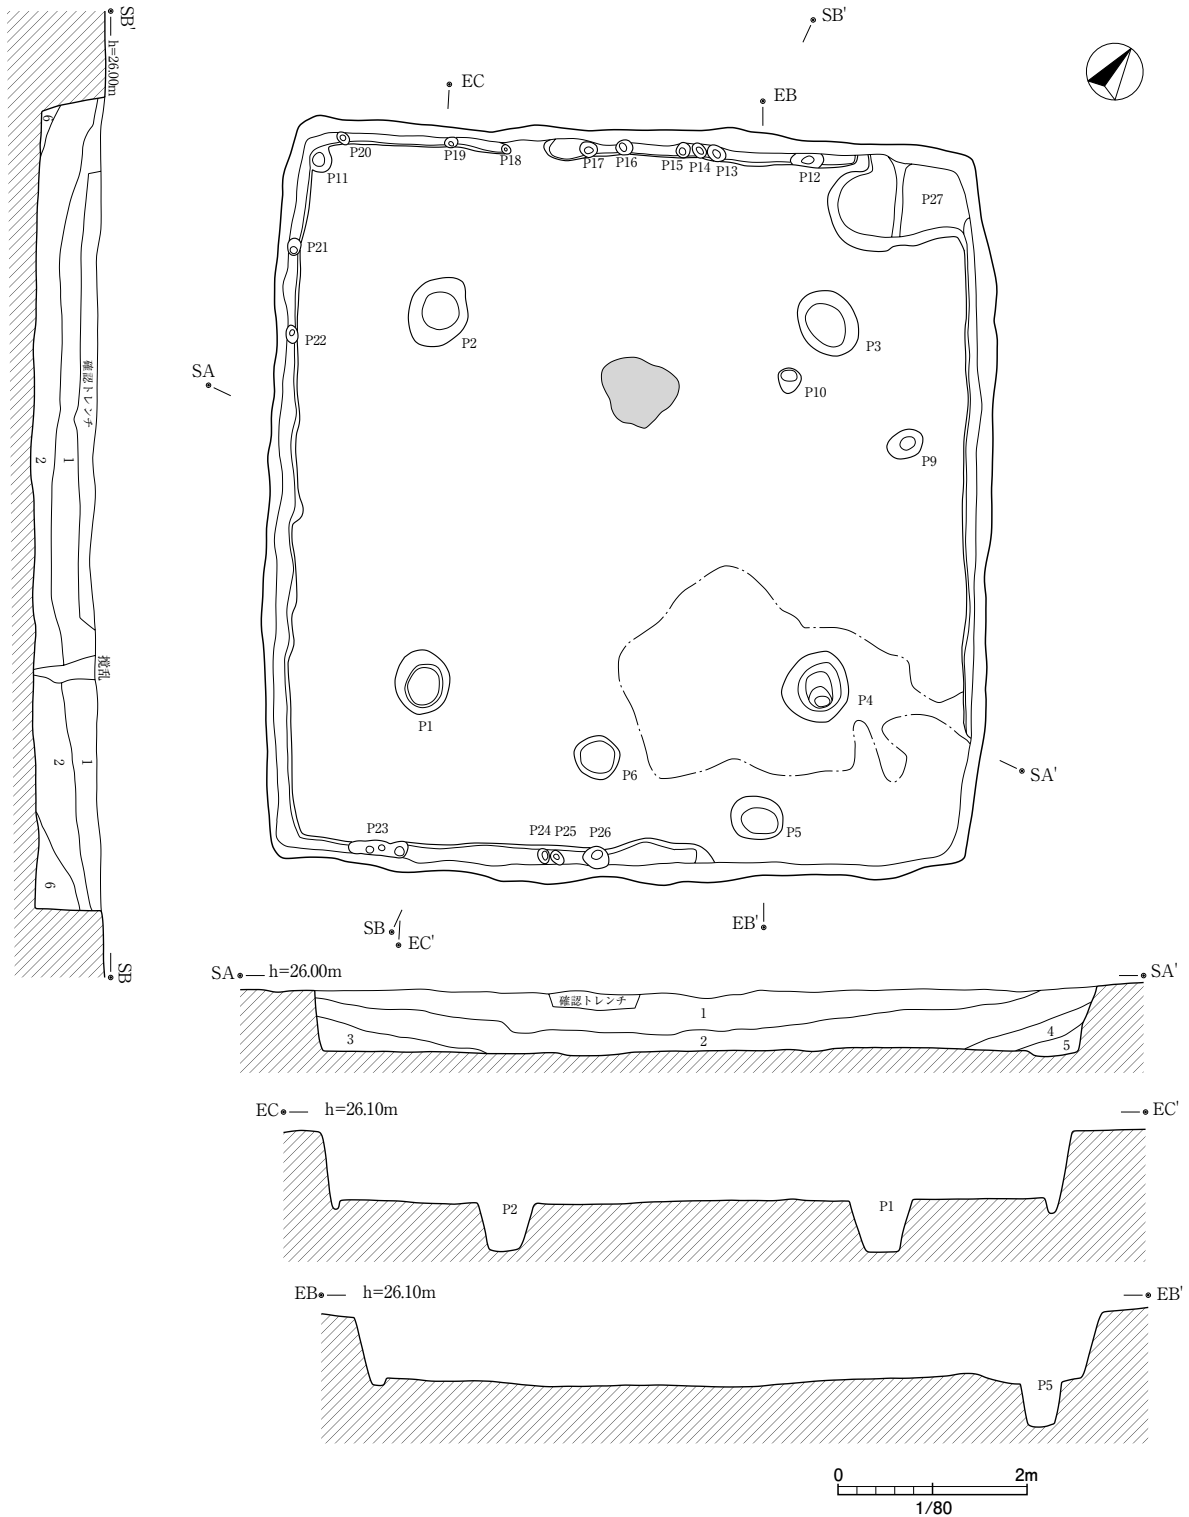 SB'
h=26.00m
6
確認トレンチ
2
1
撹乱
2
1
6
SB
SB'
EC
EB
P20
P19
P18
P17
P16
P15
P14
P13
P12
P11
P27
P21
P22
P2
P3
SA
P10
P9
P1
P4
P6
SA'
P5
P23
P24
P25
P26
SB
EC'
EB'
SA
h=26.00m
SA'
確認トレンチ
1
2
3
4
5
EC
h=26.10m
EC'
P2
P1
EB
h=26.10m
EB'
P5
0
2m
1/80